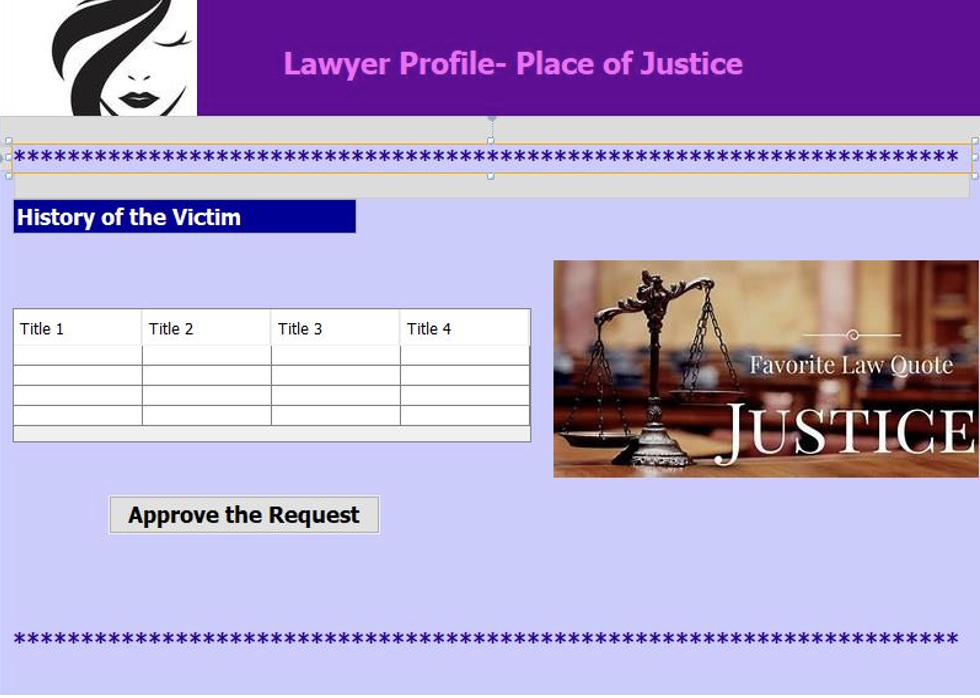 Lawyer Profile- Place of Justice
**********************************************************************
History of the Victim
Title 1 Title 2 Title 3 Title 4
Favorite Law Quote
JUSTICE
Approve the Request
**********************************************************************